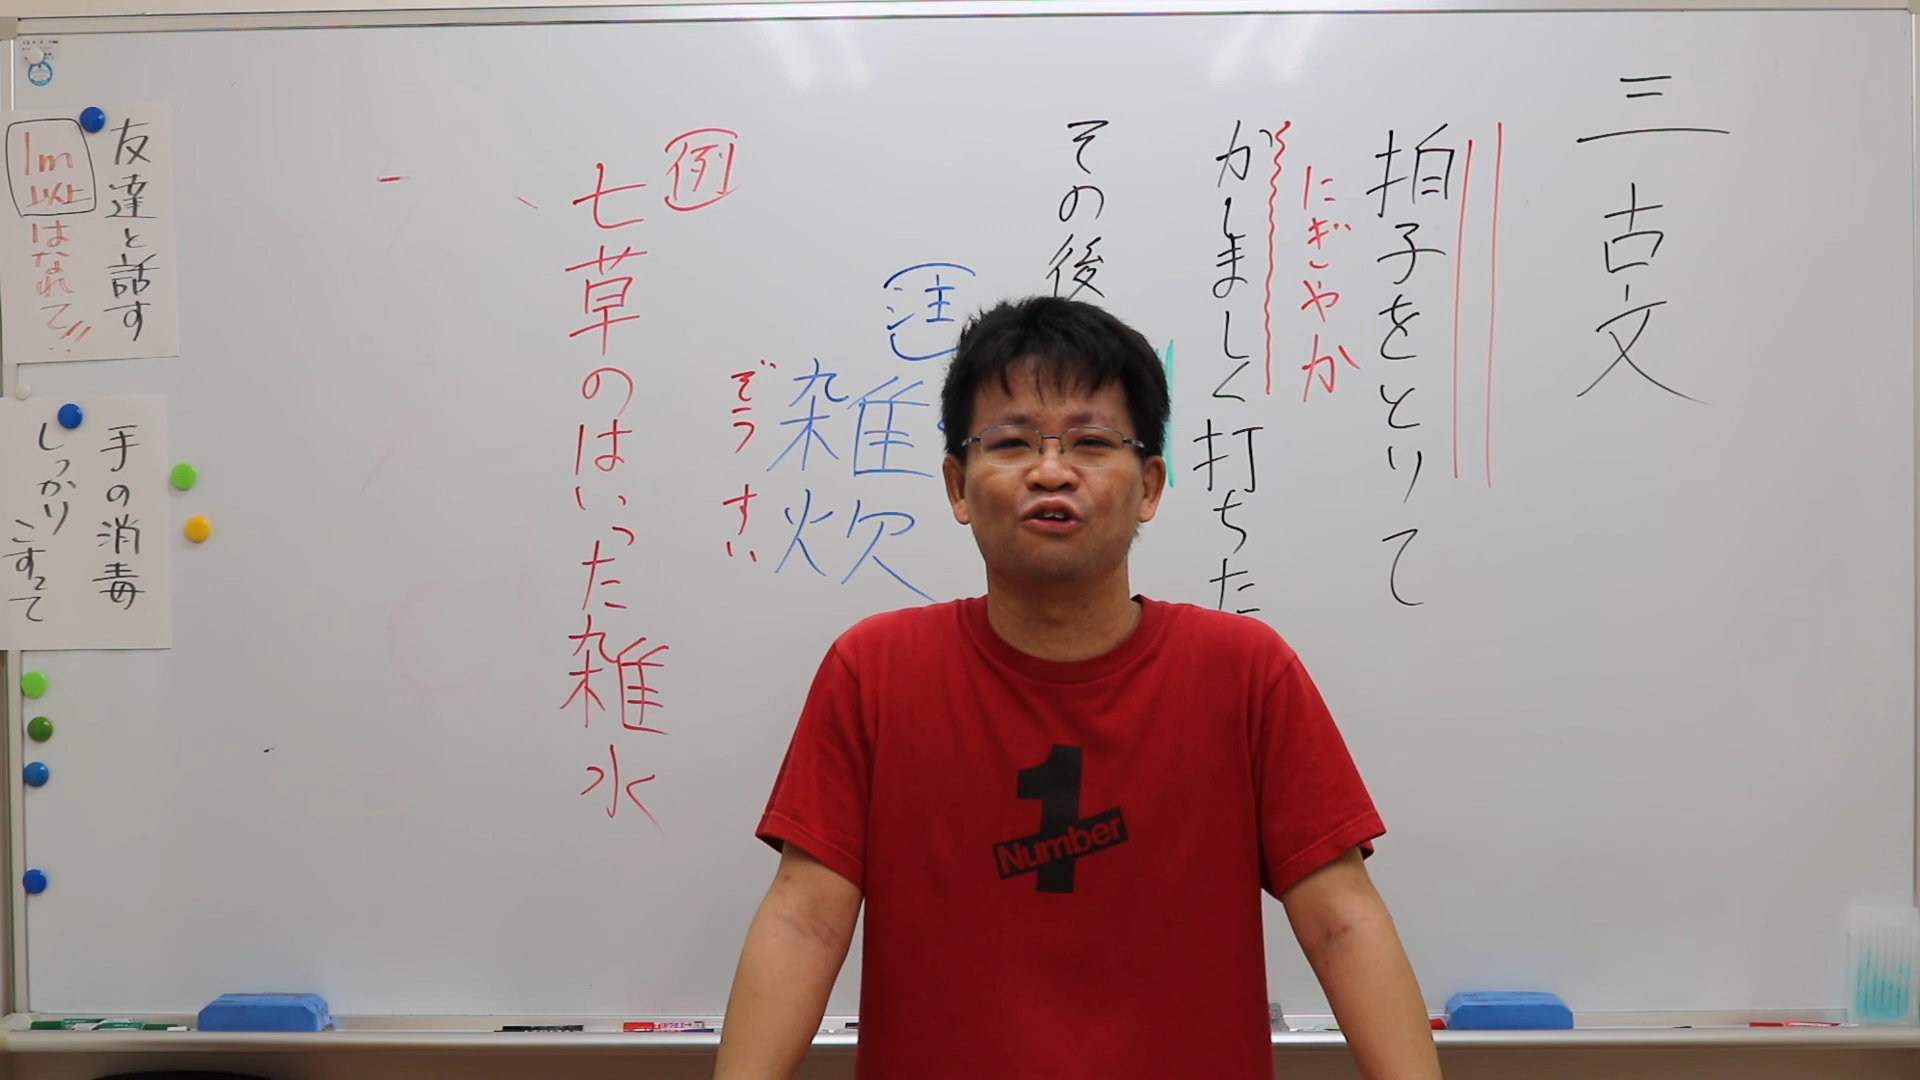 三 古文
拍子をとりて
にぎやか
かしましく打ちた
その後
注
雑炊
ぞうすい
例
七草のはいった雑水
友達と話す
1m以上はなれて!!
手の消毒
しっかり
こすって
1
Number